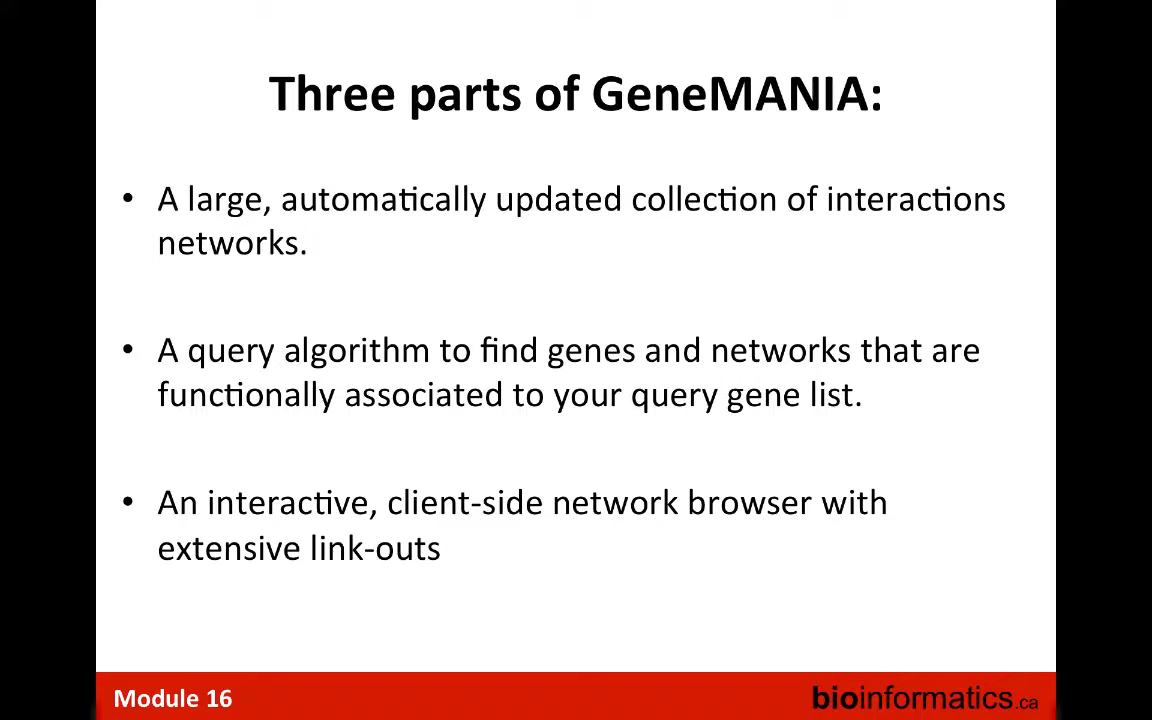 Three parts of GeneMANIA:
• A large, automatically updated collection of interactions
networks.
• A query algorithm to find genes and networks that are
functionally associated to your query gene list.
• An interactive, client-side network browser with
extensive link-outs
Module 16
bioinformatics.ca